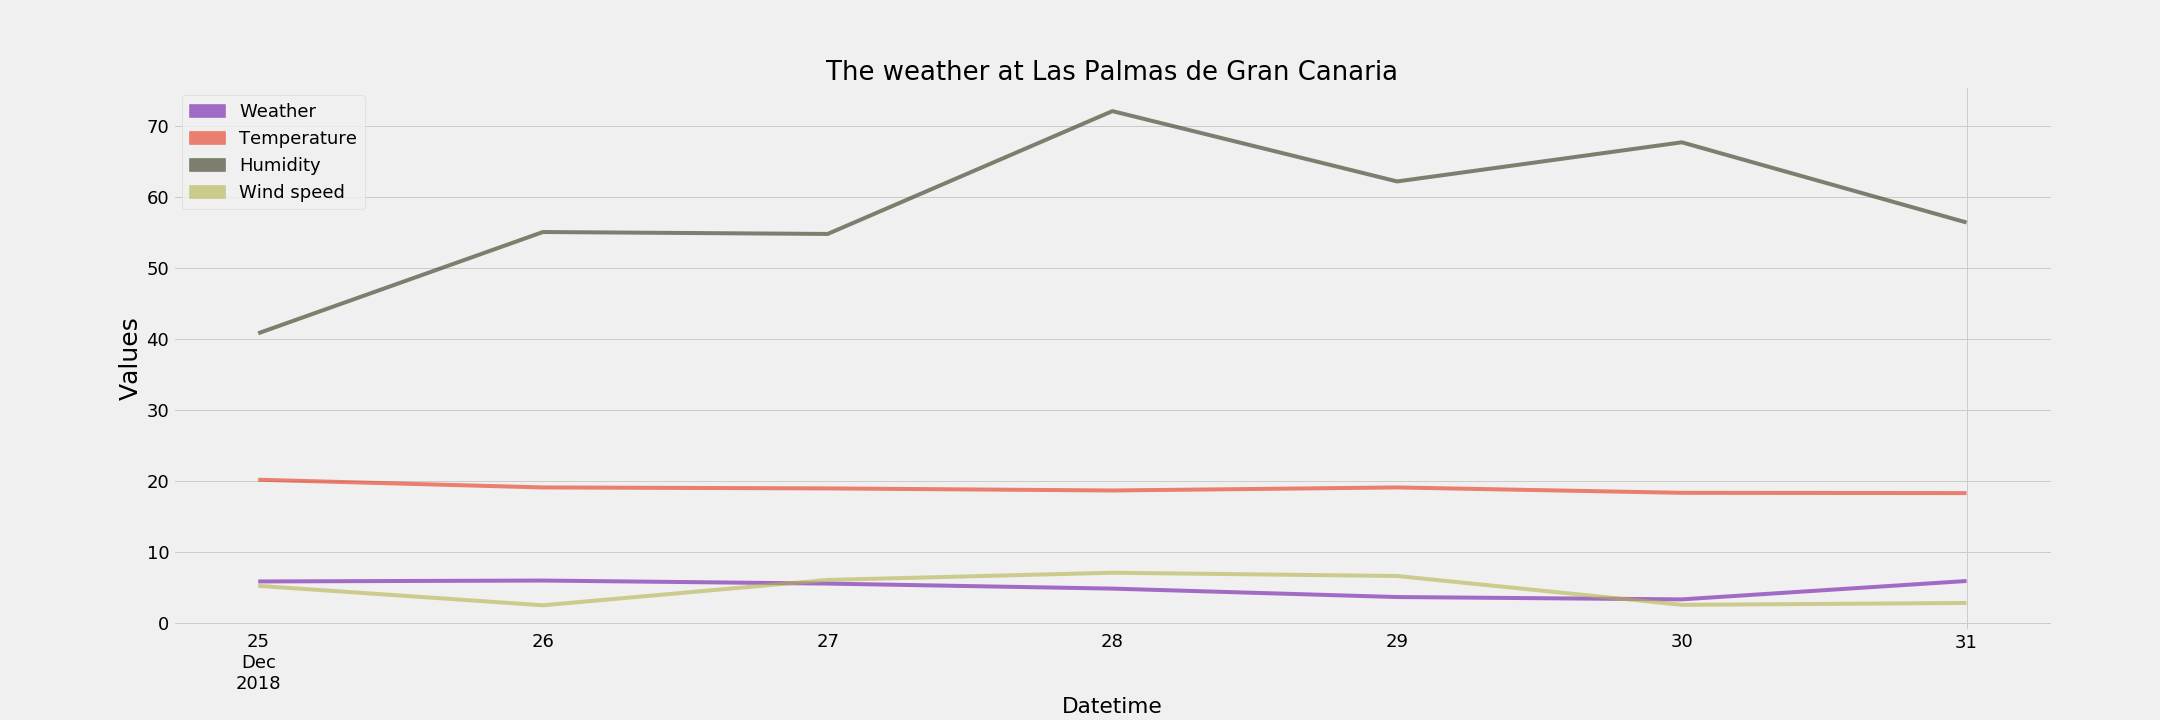 The weather at Las Palmas de Gran Canaria
Weather
Temperature
Humidity
Wind speed
Values
70
60
50
40
30
20
10
0
25 26 27 28 29 30 31
Dec
2018
Datetime